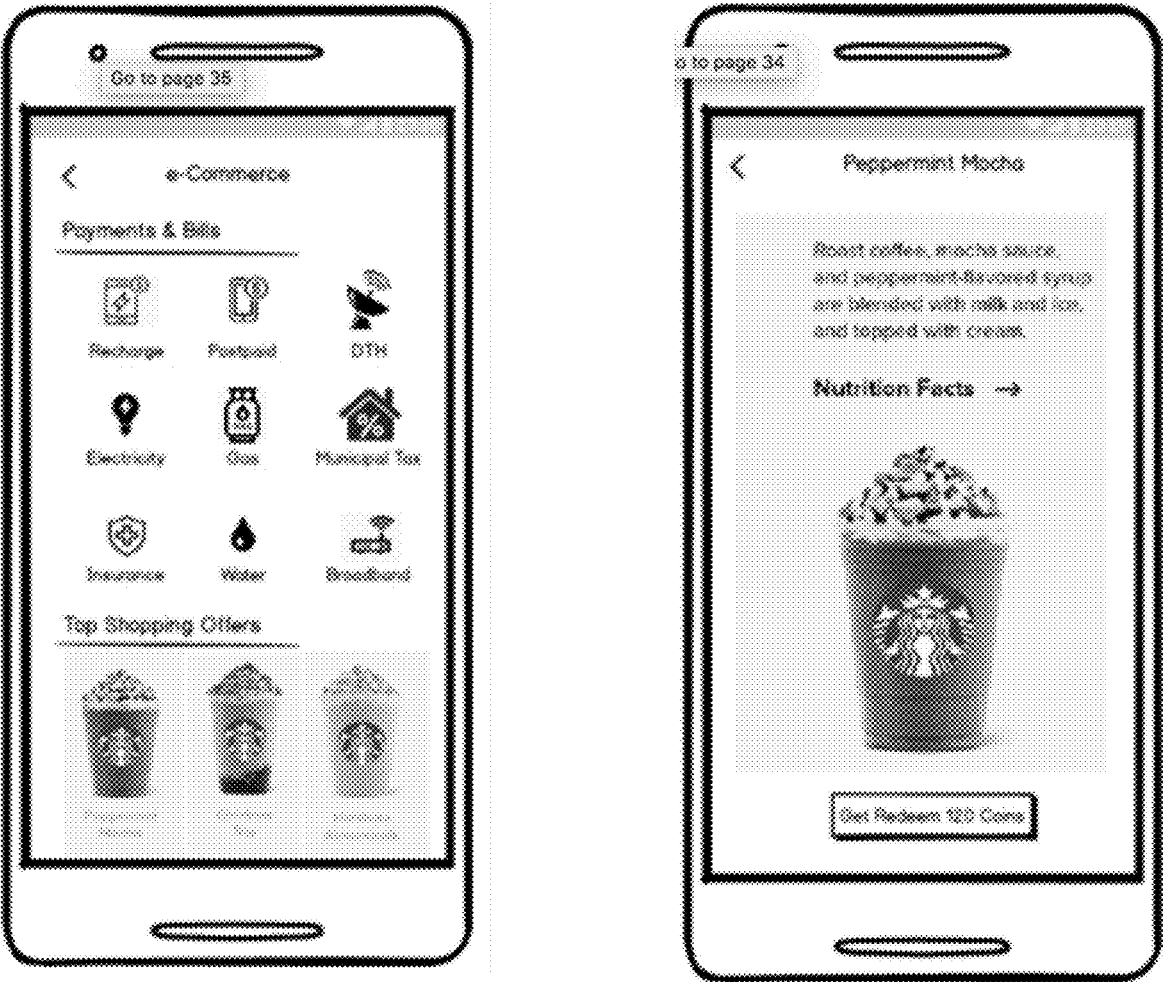 Go to page 35
e-Commerce
Payments & Bills
Recharge Postpaid DTH
Electricity Gas Municipal Tax
Insurance Water Broadband
Top Shopping Offers
o to page 34
Peppermint Mocha
Roast coffee, mocha sauce,
and peppermint-flavored syrup
are blended with milk and ice,
and topped with cream.
Nutrition Facts →
Get Redeem 120 Coins